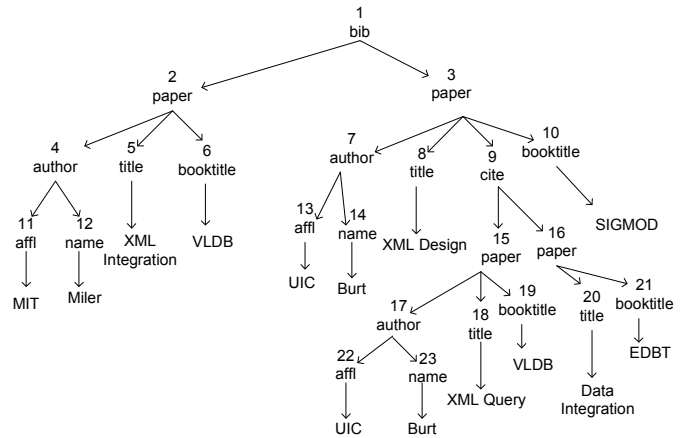 1
bib
2
paper
3
paper
4
author
5
title
6
booktitle
7
author
8
title
9
cite
10
booktitle
11
affl
12
name
XML
Integration
VLDB
13
affl
14
name
XML Design
15
paper
16
paper
SIGMOD
MIT
Miler
UIC
Burt
17
author
18
title
19
booktitle
20
title
21
booktitle
22
affl
23
name
VLDB
EDBT
UIC
Burt
XML Query
Data
Integration